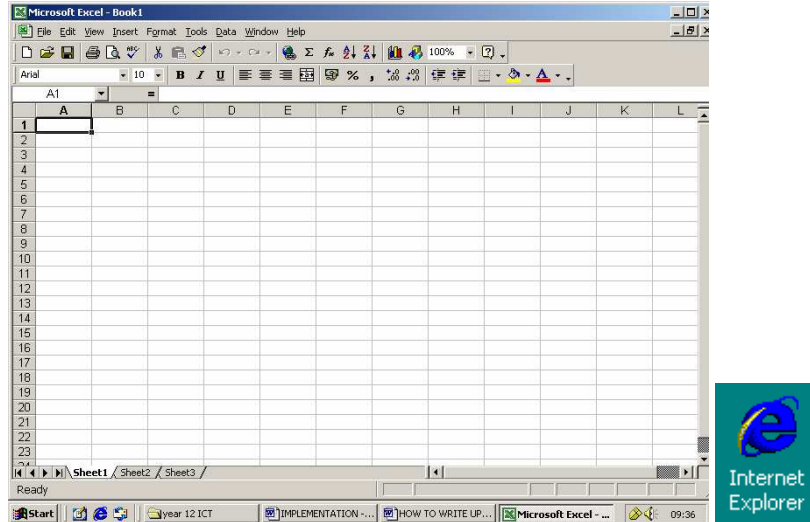 Microsoft Excel - Book1
File Edit View Insert Format Tools Data Window Help
100%
Arial 10 B I U % ,
A1 =
A B C D E F G H I J K L
1
2
3
4
5
6
7
8
9
10
11
12
13
14
15
16
17
18
19
20
21
22
23
24
Sheet1 Sheet2 Sheet3
Ready
Start year 12 ICT IMPLEMENTATION -... HOW TO WRITE UP... Microsoft Excel - ... 09:36
Internet
Explorer